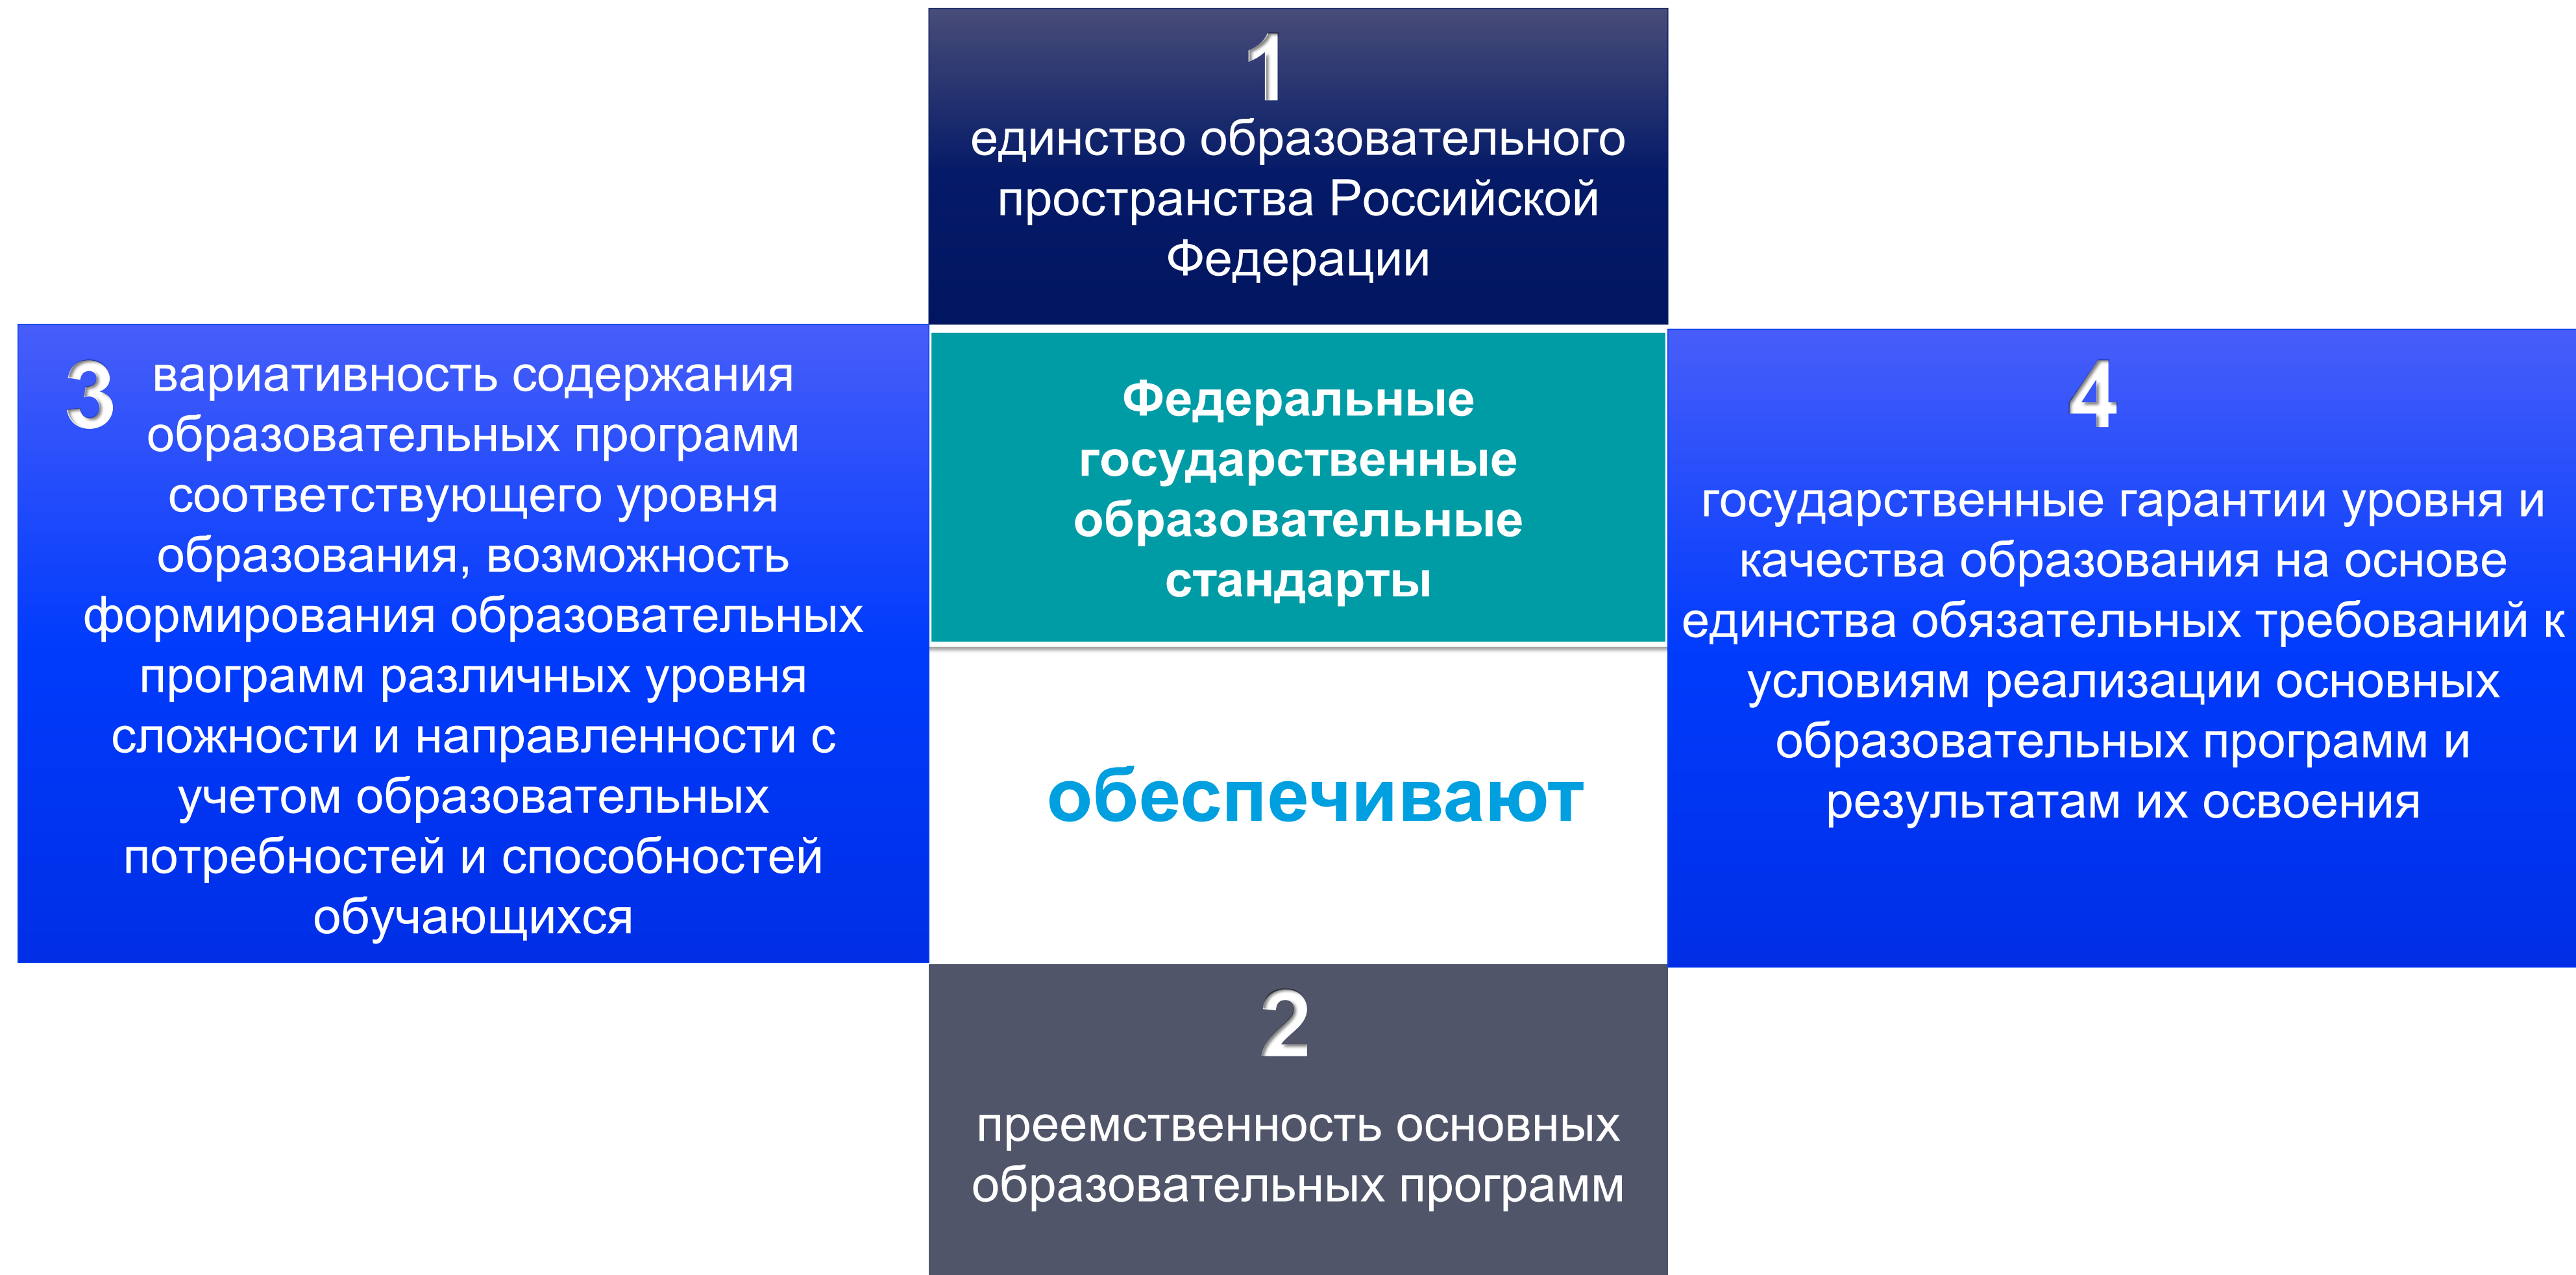 1
единство образовательного
пространства Российской
Федерации
3
вариативность содержания
образовательных программ
соответствующего уровня
образования, возможность
формирования образовательных
программ различных уровня
сложности и направленности с
учетом образовательных
потребностей и способностей
обучающихся
Федеральные
государственные
образовательные
стандарты
обеспечивают
4
государственные гарантии уровня и
качества образования на основе
единства обязательных требований к
условиям реализации основных
образовательных программ и
результатам их освоения
2
преемственность основных
образовательных программ